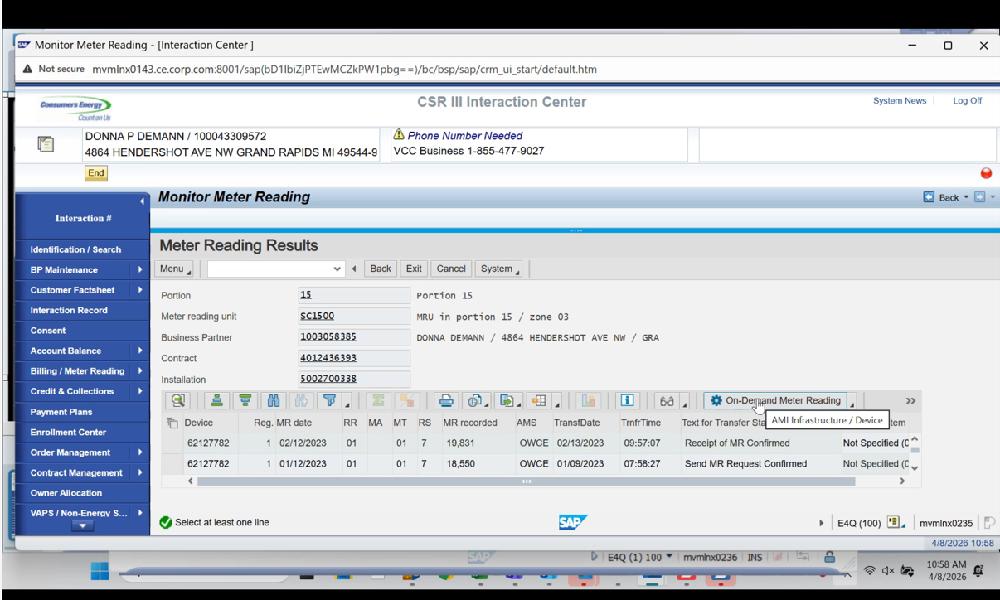 Monitor Meter Reading - [Interaction Center ]
Not secure mvmlnx0143.ce.corp.com:8001/sap(bD1lbiZjPTEwMCZkPW1pbg==)/bc/bsp/sap/crm_ui_start/default.htm
Consumers Energy
Count on Us
CSR III Interaction Center
System News
Log Off
DONNA P DEMANN / 100043309572
4864 HENDERSHOT AVE NW GRAND RAPIDS MI 49544-9
Phone Number Needed
VCC Business 1-855-477-9027
End
Monitor Meter Reading
Back
Interaction #
Identification / Search
BP Maintenance
Customer Factsheet
Interaction Record
Consent
Account Balance
Billing / Meter Reading
Credit & Collections
Payment Plans
Enrollment Center
Order Management
Contract Management
Owner Allocation
VAPS / Non-Energy S...
Meter Reading Results
Menu Back Exit Cancel System
Portion 15 Portion 15
Meter reading unit SC1500 MRU in portion 15 / zone 03
Business Partner 1003058385 DONNA DEMANN / 4864 HENDERSHOT AVE NW / GRA
Contract 4012436393
Installation 5002700338
On-Demand Meter Reading
AMI Infrastructure / Device
Device Reg. MR date RR MA MT RS MR recorded AMS TransfDate TrnfrTime Text for Transfer Sta
62127782 1 02/12/2023 01 01 7 19,831 OWCE 02/13/2023 09:57:07 Receipt of MR Confirmed Not Specified (0
62127782 1 01/12/2023 01 01 7 18,550 OWCE 01/09/2023 07:58:27 Send MR Request Confirmed Not Specified (0
Select at least one line
SAP
E4Q (100)
mvmlnx0235
4/8/2026 10:58
SAP
E4Q (1) 100
mvmlnx0236
INS
10:58 AM
4/8/2026